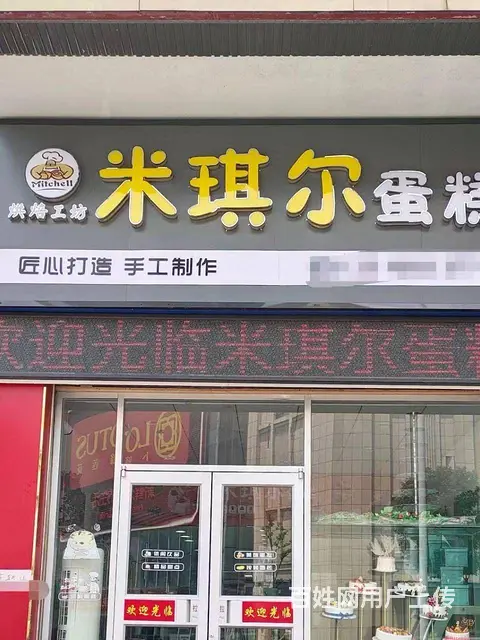 米琪尔蛋糕
Mitchell
烘焙工坊
匠心打造 手工制作
欢迎光临米琪尔蛋糕
LOTUS
欢迎光临
欢迎光临
百姓网用户上传